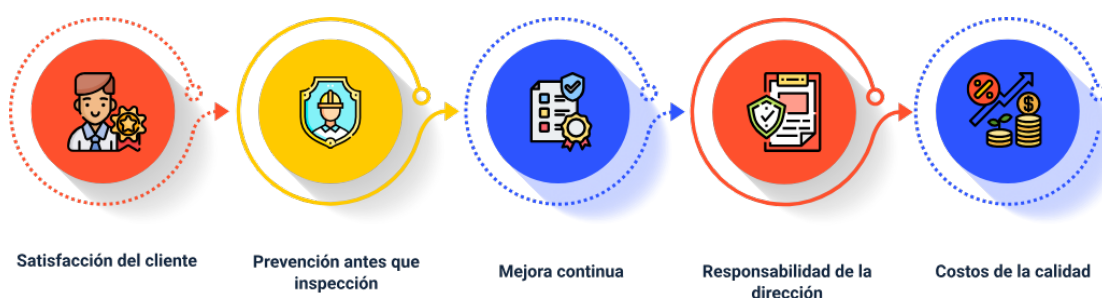 Satisfacción del cliente
Prevención antes que
inspección
Mejora continua
Responsabilidad de la
dirección
Costos de la calidad